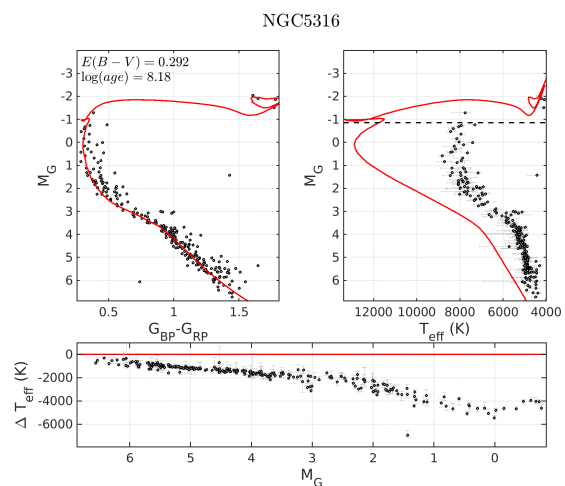 NGC5316
E(B − V) = 0.292
log(age) = 8.18
-3
-2
-1
0
1
2
3
4
5
6
M_G
0.5 1 1.5
G_BP-G_RP
-3
-2
-1
0
1
2
3
4
5
6
M_G
12000 10000 8000 6000 4000
T_eff (K)
0
-2000
-4000
-6000
Δ T_eff (K)
6 5 4 3 2 1 0
M_G